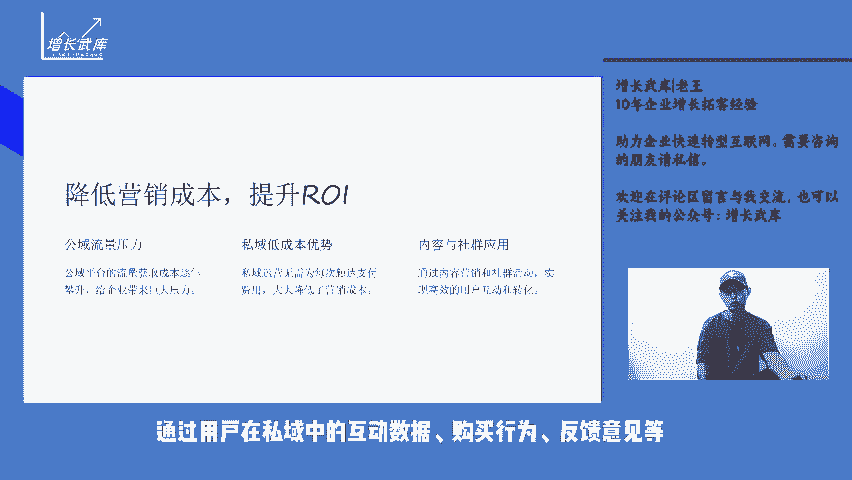 增长武库
增长武库|老王
10年企业增长拓客经验
助力企业快速转型互联网。需要咨询
的朋友请私信。
欢迎在评论区留言与我交流，也可以
关注我的公众号：增长武库
降低营销成本，提升ROI
公域流量压力
公域平台的流量获取成本逐年
攀升，给企业带来巨大压力。
私域低成本优势
私域运营无需为每次触达支付
费用，大大降低了营销成本。
内容与社群应用
通过内容营销和社群活动，实
现高效的用户互动和转化。
通过用户在私域中的互动数据、购买行为、反馈意见等